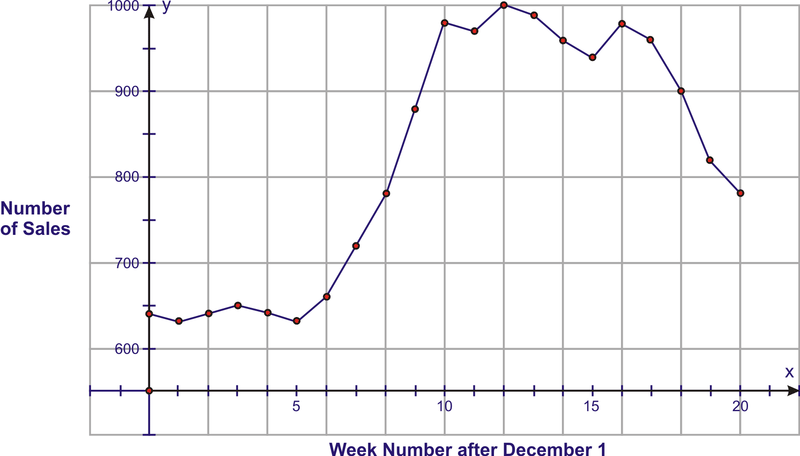 1000 y
900
800
Number
of Sales
700
600
x
5 10 15 20
Week Number after December 1